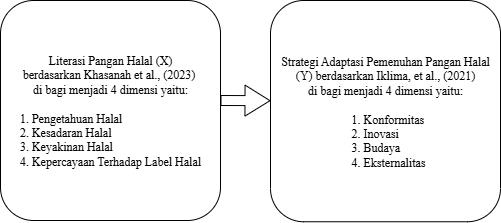 Literasi Pangan Halal (X)
berdasarkan Khasanah et al., (2023)
di bagi menjadi 4 dimensi yaitu:
1. Pengetahuan Halal
2. Kesadaran Halal
3. Keyakinan Halal
4. Kepercayaan Terhadap Label Halal
Strategi Adaptasi Pemenuhan Pangan Halal
(Y) berdasarkan Iklima, et al., (2021)
di bagi menjadi 4 dimensi yaitu:
1. Konformitas
2. Inovasi
3. Budaya
4. Eksternalitas